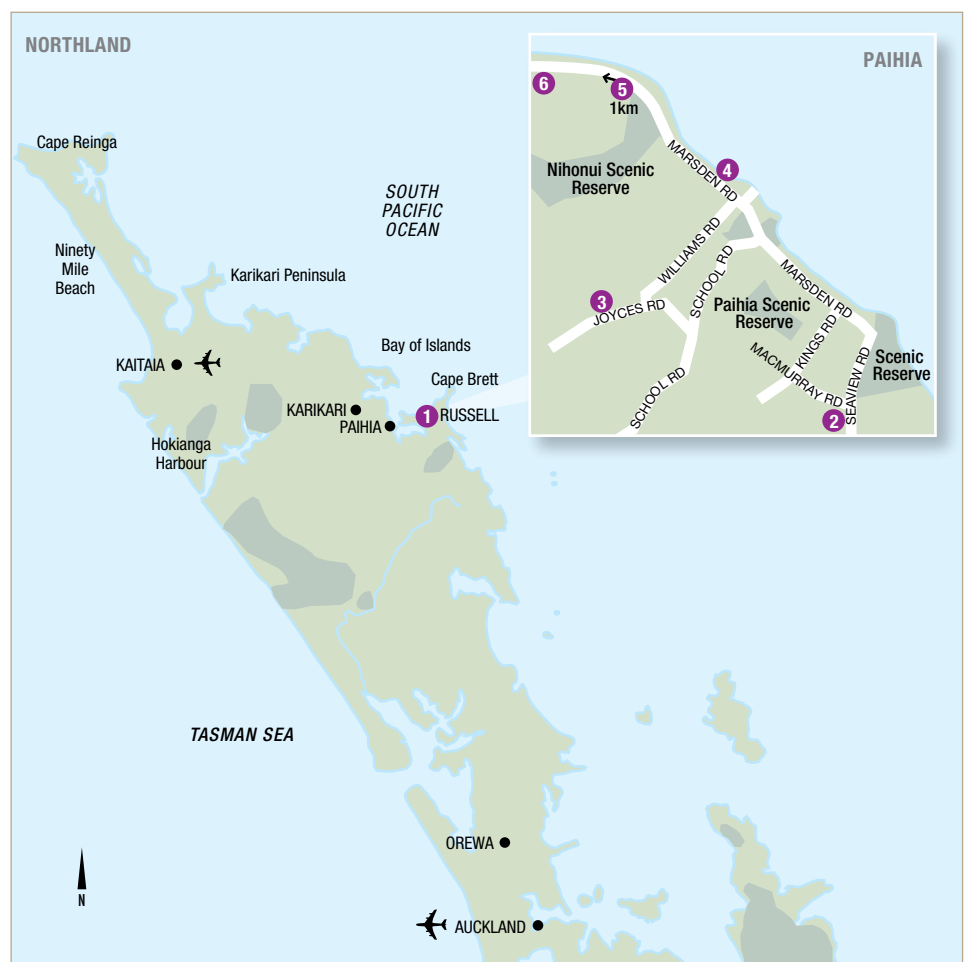 NORTHLAND
Cape Reinga
SOUTH
PACIFIC
OCEAN
Ninety
Mile
Beach
Karikari Peninsula
Bay of Islands
KAITAIA
Cape Brett
KARIKARI
1
RUSSELL
PAIHIA
Hokianga
Harbour
TASMAN SEA
OREWA
N
AUCKLAND
PAIHIA
6
5
1km
MARSDEN RD
4
Nihonui Scenic
Reserve
WILLIAMS RD
SCHOOL RD
MARSDEN RD
3
JOYCES RD
Paihia Scenic
Reserve
KINGS RD
MACMURRAY RD
SEAVIEW RD
Scenic
Reserve
SCHOOL RD
2